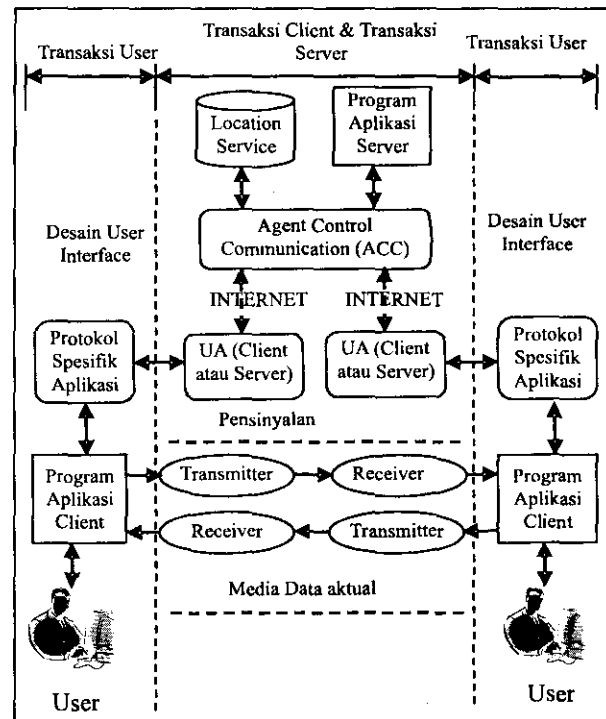 Transaksi User
Transaksi Client & Transaksi
Server
Transaksi User
Location
Service
Program
Aplikasi
Server
Desain User
Interface
Agent Control
Communication (ACC)
Desain User
Interface
INTERNET
INTERNET
Protokol
Spesifik
Aplikasi
UA (Client
atau Server)
UA (Client
atau Server)
Protokol
Spesifik
Aplikasi
Pensinyalan
Program
Aplikasi
Client
Transmitter
Receiver
Receiver
Transmitter
Program
Aplikasi
Client
Media Data aktual
User
User